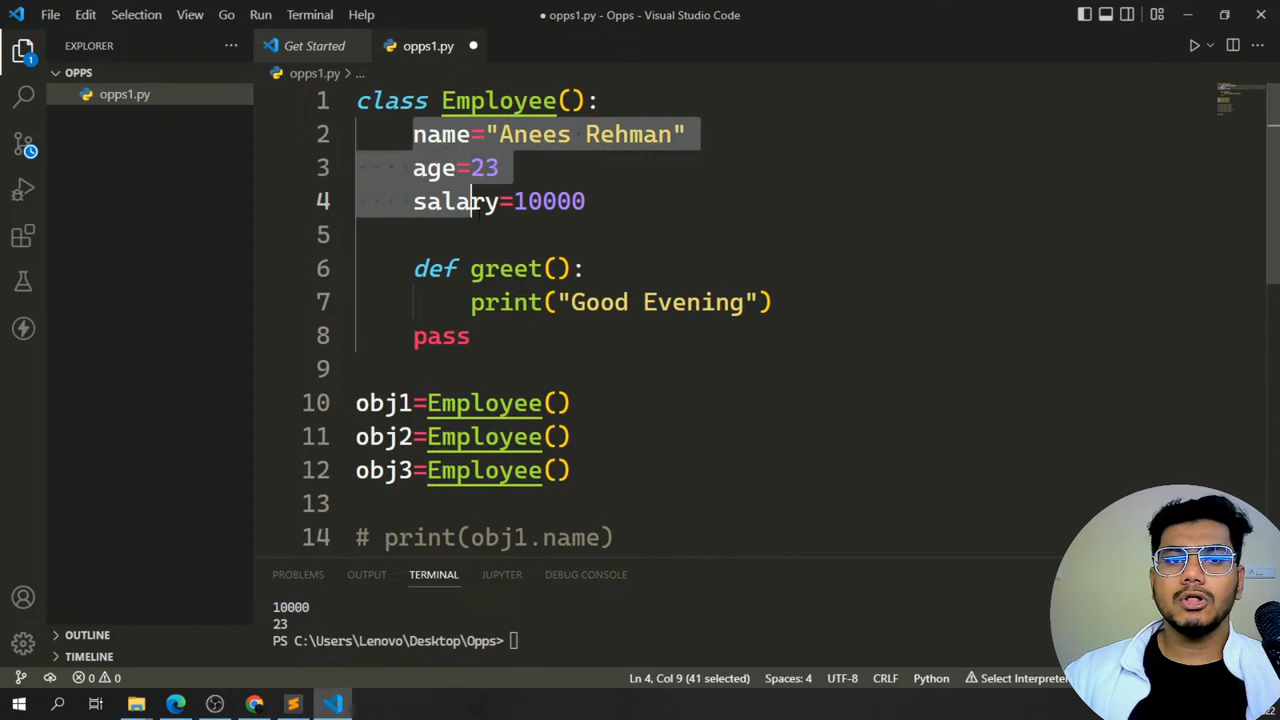 File Edit Selection View Go Run Terminal Help
● opps1.py - Opps - Visual Studio Code
EXPLORER
Get Started
opps1.py
OPPS
opps1.py > ...
opps1.py
1 class Employee():
2 name="Anees Rehman"
3 age=23
4 salary=10000
5
6 def greet():
7 print("Good Evening")
8 pass
9
10 obj1=Employee()
11 obj2=Employee()
12 obj3=Employee()
13
14 # print(obj1.name)
PROBLEMS OUTPUT TERMINAL JUPYTER DEBUG CONSOLE
10000
23
PS C:\Users\Lenovo\Desktop\Opps>
OUTLINE
TIMELINE
0 0
Ln 4, Col 9 (41 selected) Spaces: 4 UTF-8 CRLF Python Select Interpreter